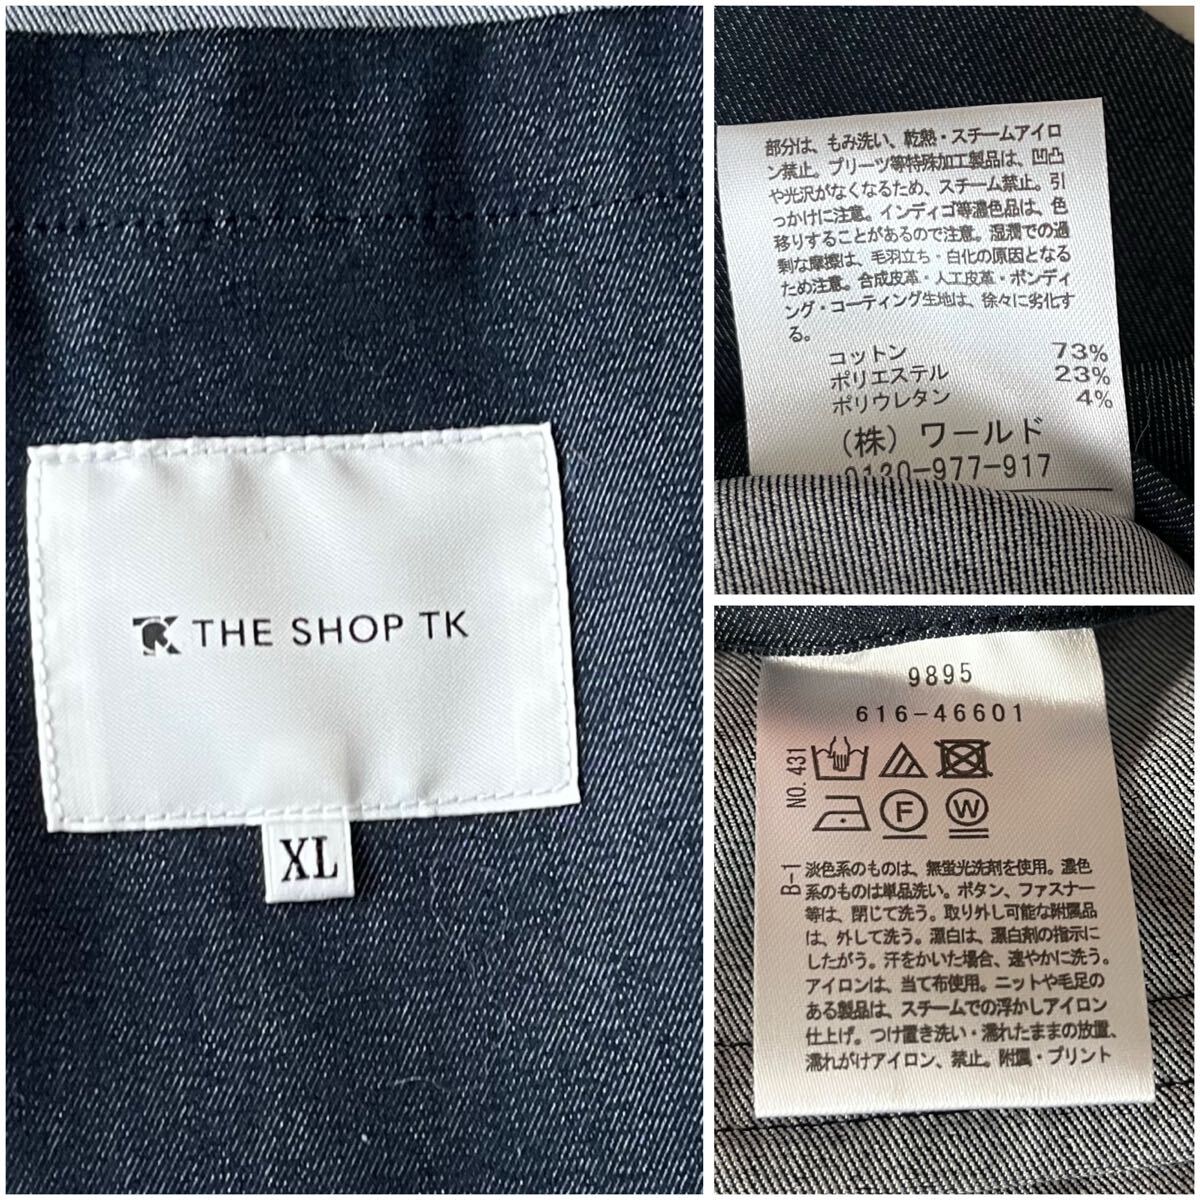 THE SHOP TK
XL
部分は、もみ洗い、乾熱・スチームアイロ
ン禁止。プリーツ等特殊加工製品は、凹凸
や光沢がなくなるため、スチーム禁止。引
っかけに注意。インディゴ等濃色品は、色
移りすることがあるので注意。湿潤での過
剰な摩擦は、毛羽立ち・白化の原因となる
ため注意。合成皮革・人工皮革・ボンディ
ング・コーティング生地は、徐々に劣化す
る。
コットン 73%
ポリエステル 23%
ポリウレタン 4%
(株) ワールド
0120-977-917
9895
616-46601
NO. 431
F W
B-1
淡色系のものは、無蛍光洗剤を使用。濃色
系のものは単品洗い。ボタン、ファスナー
等は、閉じて洗う。取り外し可能な附属品
は、外して洗う。漂白は、漂白剤の指示に
したがう。汗をかいた場合、速やかに洗う。
アイロンは、当て布使用。ニットや毛足の
ある製品は、スチームでの浮かしアイロン
仕上げ。つけ置き洗い・濡れたままの放置、
濡れがけアイロン、禁止。附属・プリント